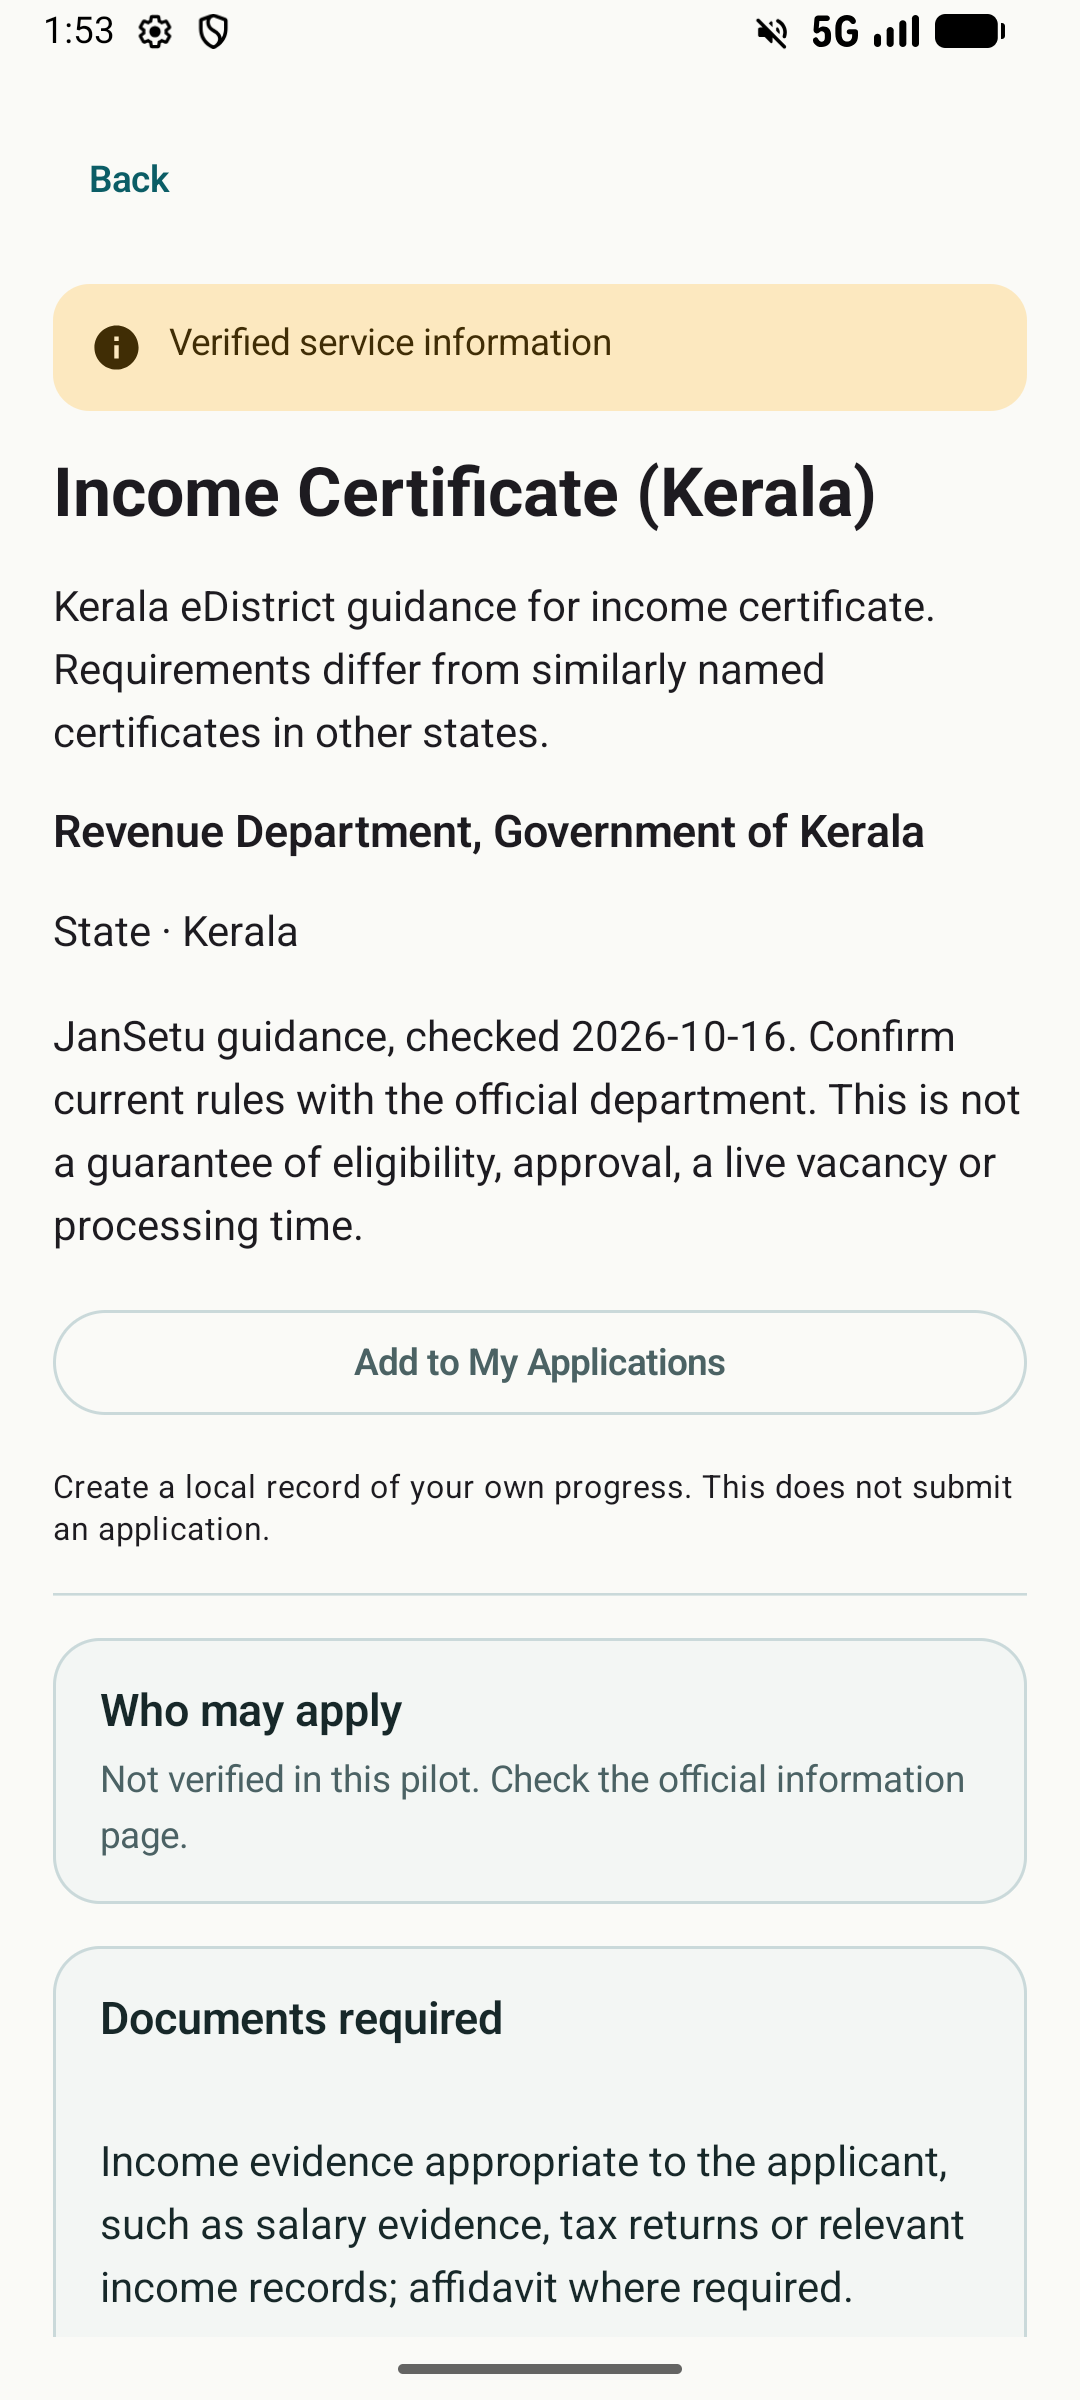 1:53
5G
Back
Verified service information
Income Certificate (Kerala)
Kerala eDistrict guidance for income certificate.
Requirements differ from similarly named
certificates in other states.
Revenue Department, Government of Kerala
State · Kerala
JanSetu guidance, checked 2026-10-16. Confirm
current rules with the official department. This is not
a guarantee of eligibility, approval, a live vacancy or
processing time.
Add to My Applications
Create a local record of your own progress. This does not submit
an application.
Who may apply
Not verified in this pilot. Check the official information
page.
Documents required
Income evidence appropriate to the applicant,
such as salary evidence, tax returns or relevant
income records; affidavit where required.